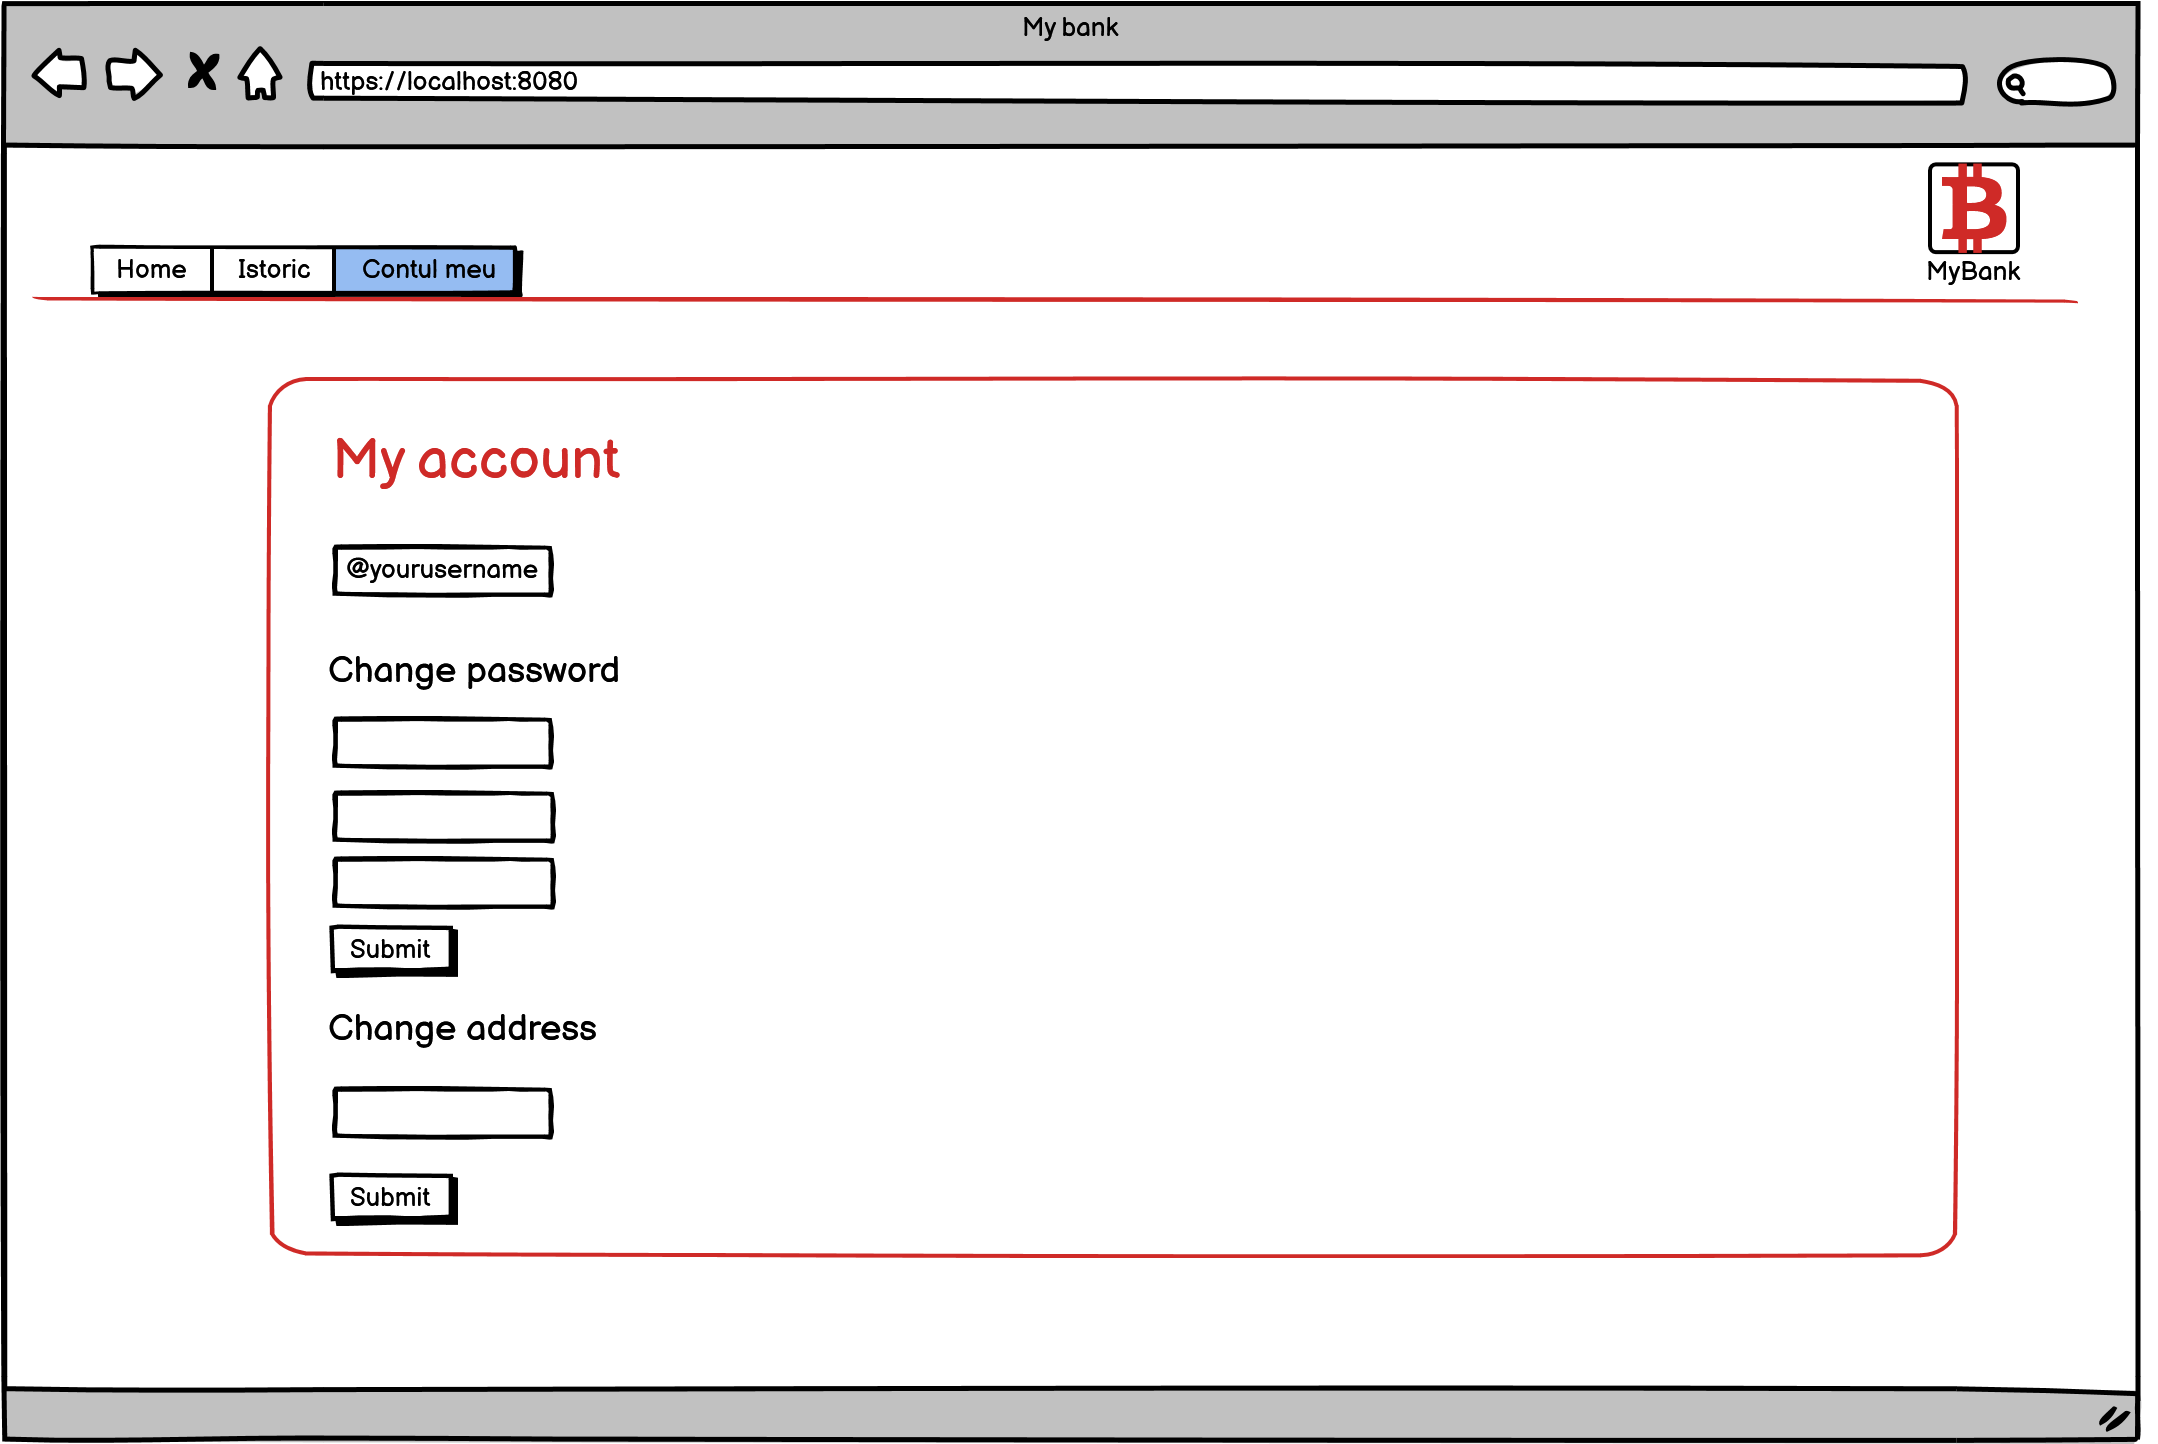 My bank
https://localhost:8080
MyBank
Home Istoric Contul meu
My account
@yourusername
Change password
Submit
Change address
Submit